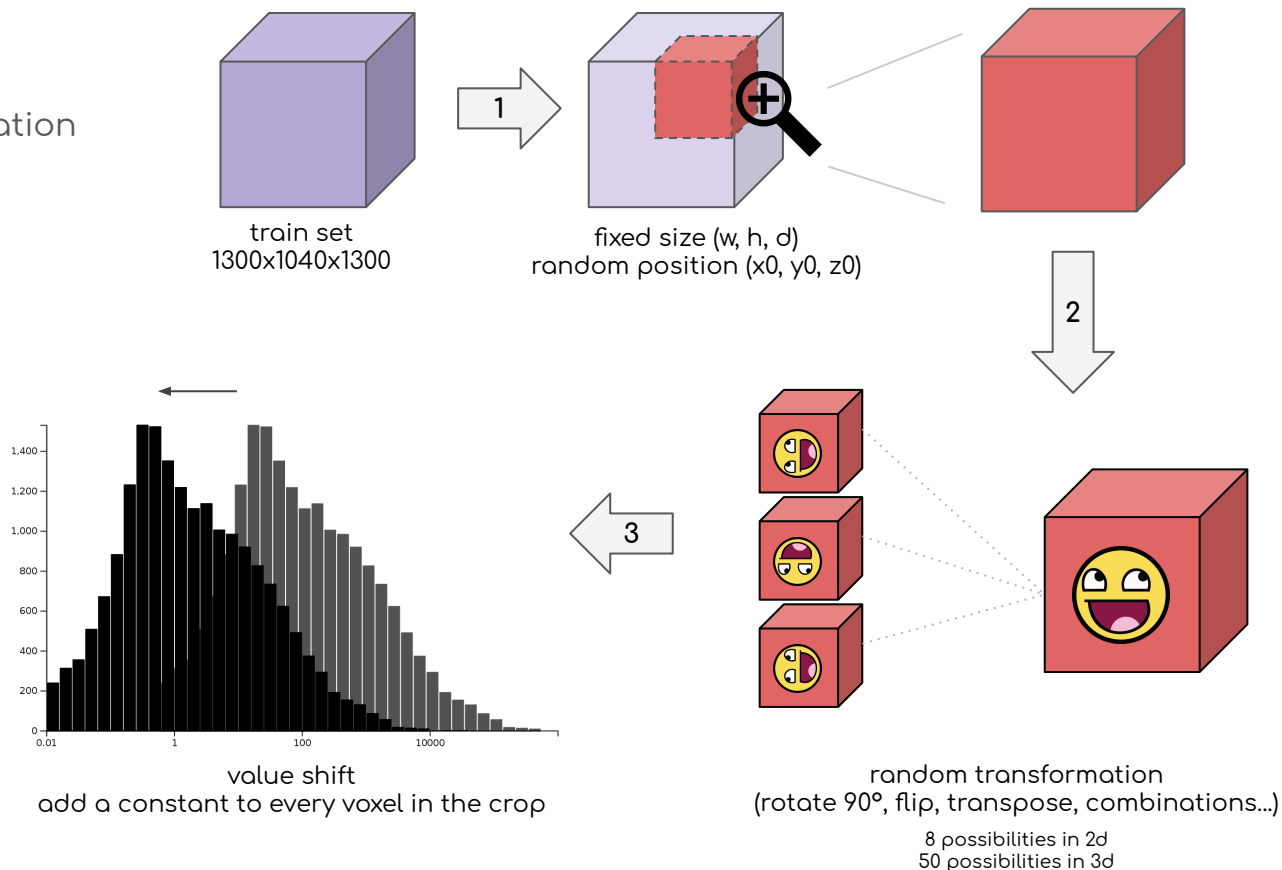 ation
1
train set
1300x1040x1300
fixed size (w, h, d)
random position (x0, y0, z0)
2
3
1,400
1,200
1,000
800
600
400
200
0
0.01
1
100
10000
value shift
add a constant to every voxel in the crop
random transformation
(rotate 90º, flip, transpose, combinations...)
8 possibilities in 2d
50 possibilities in 3d